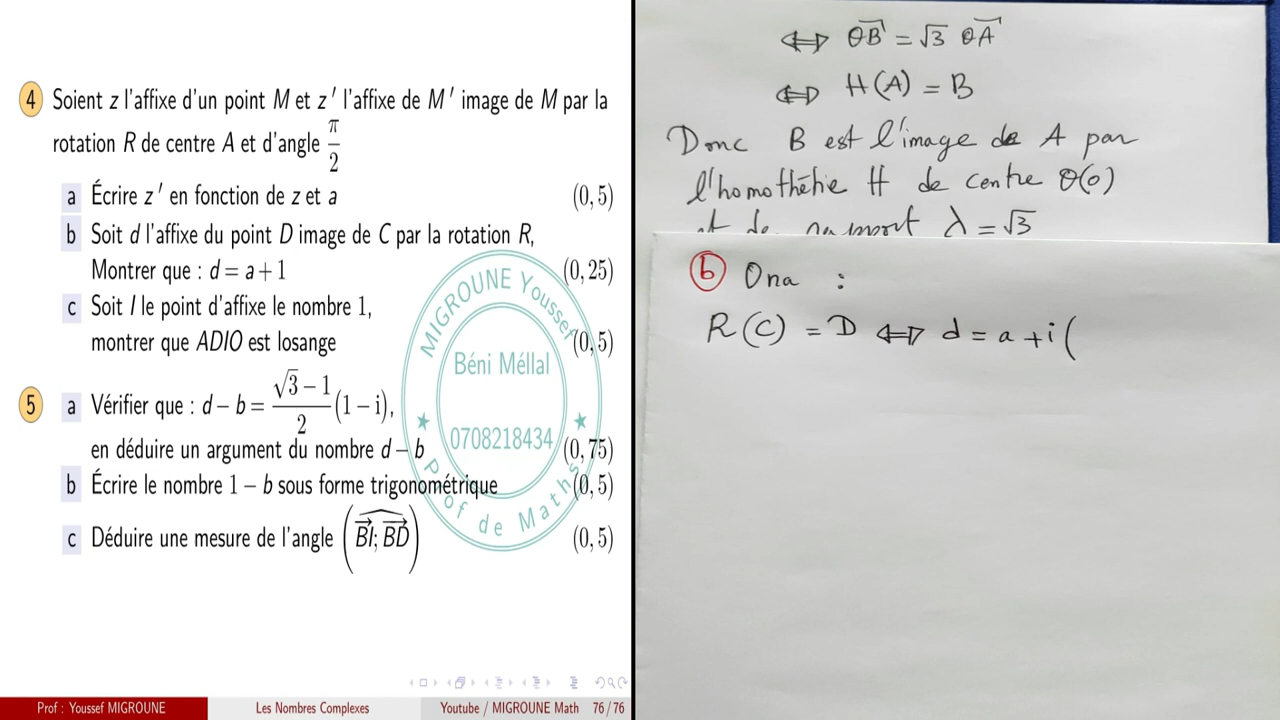 4 Soient z l'affixe d'un point M et z' l'affixe de M' image de M par la
rotation R de centre A et d'angle π/2
a Écrire z' en fonction de z et a (0,5)
b Soit d l'affixe du point D image de C par la rotation R,
Montrer que : d = a + 1 (0,25)
c Soit I le point d'affixe le nombre 1,
montrer que ADIO est losange (0,5)
5 a Vérifier que : d − b = (√3 − 1)/2 (1 − i),
en déduire un argument du nombre d − b (0,75)
b Écrire le nombre 1 − b sous forme trigonométrique (0,5)
c Déduire une mesure de l'angle (BI; BD) (0,5)
MIGROUNE Youssef
Béni Méllal
0708218434
Prof de Maths
Prof : Youssef MIGROUNE Les Nombres Complexes Youtube / MIGROUNE Math 76/76
⇔ OB = √3 OA
⇔ H(A) = B
Donc B est l'image de A par
l'homothétie H de centre O(0)
et de rapport λ = √3
b Ona :
R(C) = D ⇔ d = a + i (